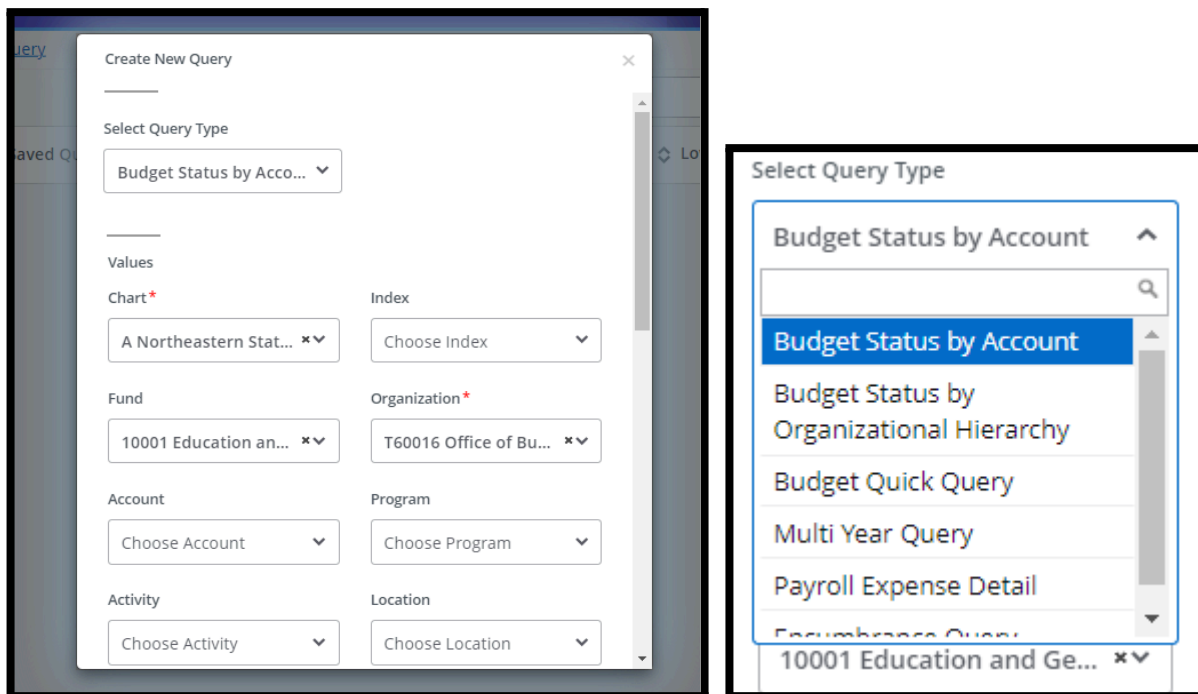 uery
Create New Query
Select Query Type
Budget Status by Acco...
Saved Qu
Lo
Values
Chart*
Index
A Northeastern Stat...
Choose Index
Fund
Organization*
10001 Education an...
T60016 Office of Bu...
Account
Program
Choose Account
Choose Program
Activity
Location
Choose Activity
Choose Location
Select Query Type
Budget Status by Account
Budget Status by Account
Budget Status by
Organizational Hierarchy
Budget Quick Query
Multi Year Query
Payroll Expense Detail
Encumbrance Query
10001 Education and Ge...